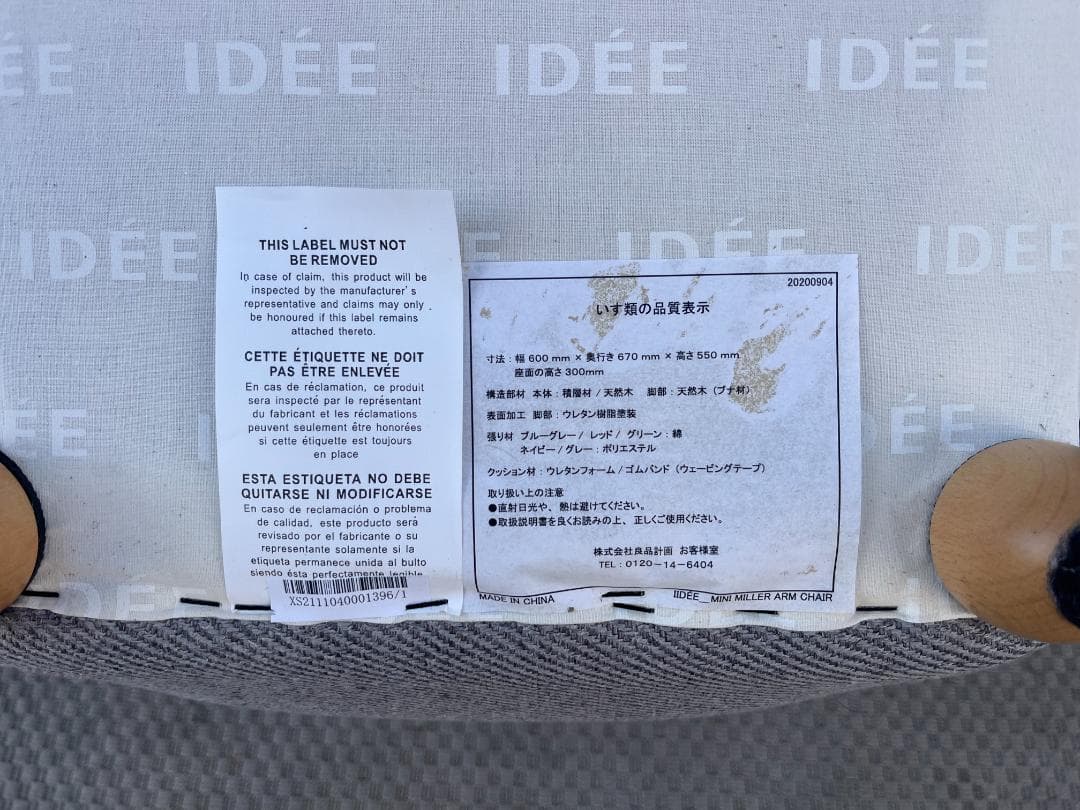 IDÉE IDÉE IDÉE
IDÉE IDÉE IDÉE
THIS LABEL MUST NOT
BE REMOVED
In case of claim, this product will be
inspected by the manufacturer's
representative and claims may only
be honoured if this label remains
attached thereto.
CETTE ÉTIQUETTE NE DOIT
PAS ÊTRE ENLEVÉE
En cas de réclamation, ce produit
sera inspecté par le représentant
du fabricant et les réclamations
peuvent seulement être honorées
si cette étiquette est toujours
en place
ESTA ESTIQUETA NO DEBE
QUITARSE NI MODIFICARSE
En caso de reclamación o problema
de calidad, este producto será
revisado por el fabricante o su
representante solamente si la
etiqueta permanece unida al bulto
siendo ésta perfectamente legible
XS2111040001396/1
20200904
いす類の品質表示
寸法：幅 600 mm × 奥行き 670 mm × 高さ 550 mm
座面の高さ 300mm
構造部材 本体：積層材 / 天然木 脚部：天然木（ブナ材）
表面加工 脚部：ウレタン樹脂塗装
張り材 ブルーグレー / レッド / グリーン：綿
ネイビー / グレー：ポリエステル
クッション材：ウレタンフォーム / ゴムバンド（ウェービングテープ）
取り扱い上の注意
●直射日光や、熱は避けてください。
●取扱説明書を良くお読みの上、正しくご使用ください。
株式会社良品計画 お客様室
TEL：0120－14－6404
MADE IN CHINA
IIDÉE＿MINI MILLER ARM CHAIR